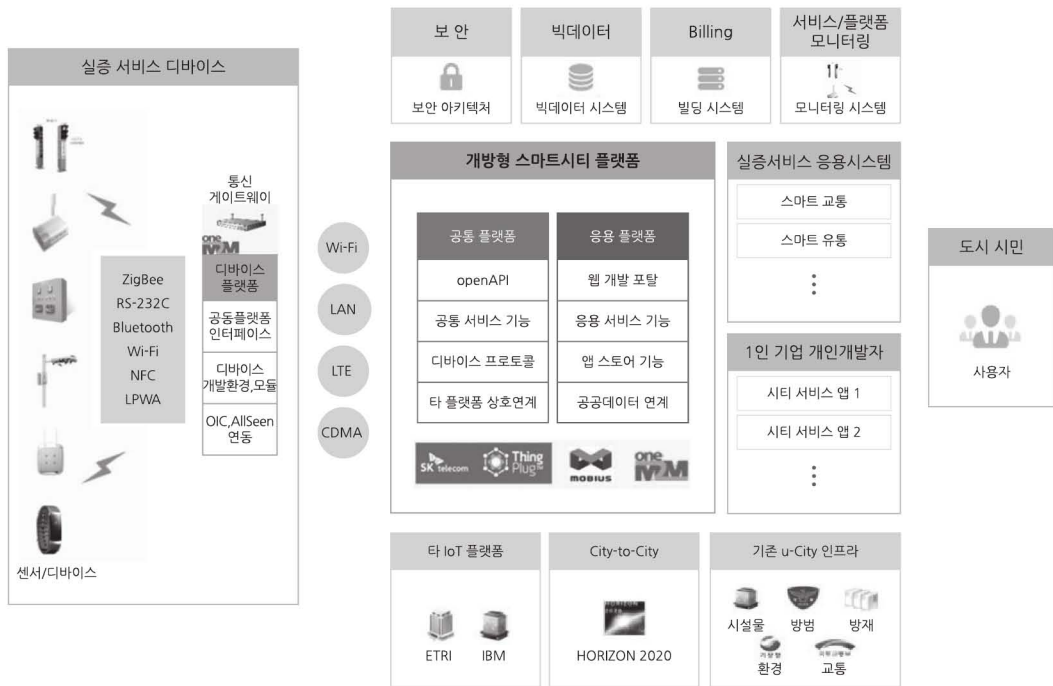 보 안
보안 아키텍처
빅데이터
빅데이터 시스템
Billing
빌딩 시스템
서비스/플랫폼
모니터링
모니터링 시스템
실증 서비스 디바이스
통신
게이트웨이
one
M2M
ZigBee
RS-232C
Bluetooth
Wi-Fi
NFC
LPWA
디바이스
플랫폼
공동플랫폼
인터페이스
디바이스
개발환경,모듈
OIC,AllSeen
연동
센서/디바이스
Wi-Fi
LAN
LTE
CDMA
개방형 스마트시티 플랫폼
공통 플랫폼
openAPI
공통 서비스 기능
디바이스 프로토콜
타 플랫폼 상호연계
응용 플랫폼
웹 개발 포탈
응용 서비스 기능
앱 스토어 기능
공공데이터 연계
SK telecom
Thing
Plug
MOBIUS
one
M2M
실증서비스 응용시스템
스마트 교통
스마트 유통
1인 기업 개인개발자
시티 서비스 앱 1
시티 서비스 앱 2
도시 시민
사용자
타 IoT 플랫폼
ETRI
IBM
City-to-City
HORIZON
2020
HORIZON 2020
기존 u-City 인프라
시설물
방범
방재
환경
교통